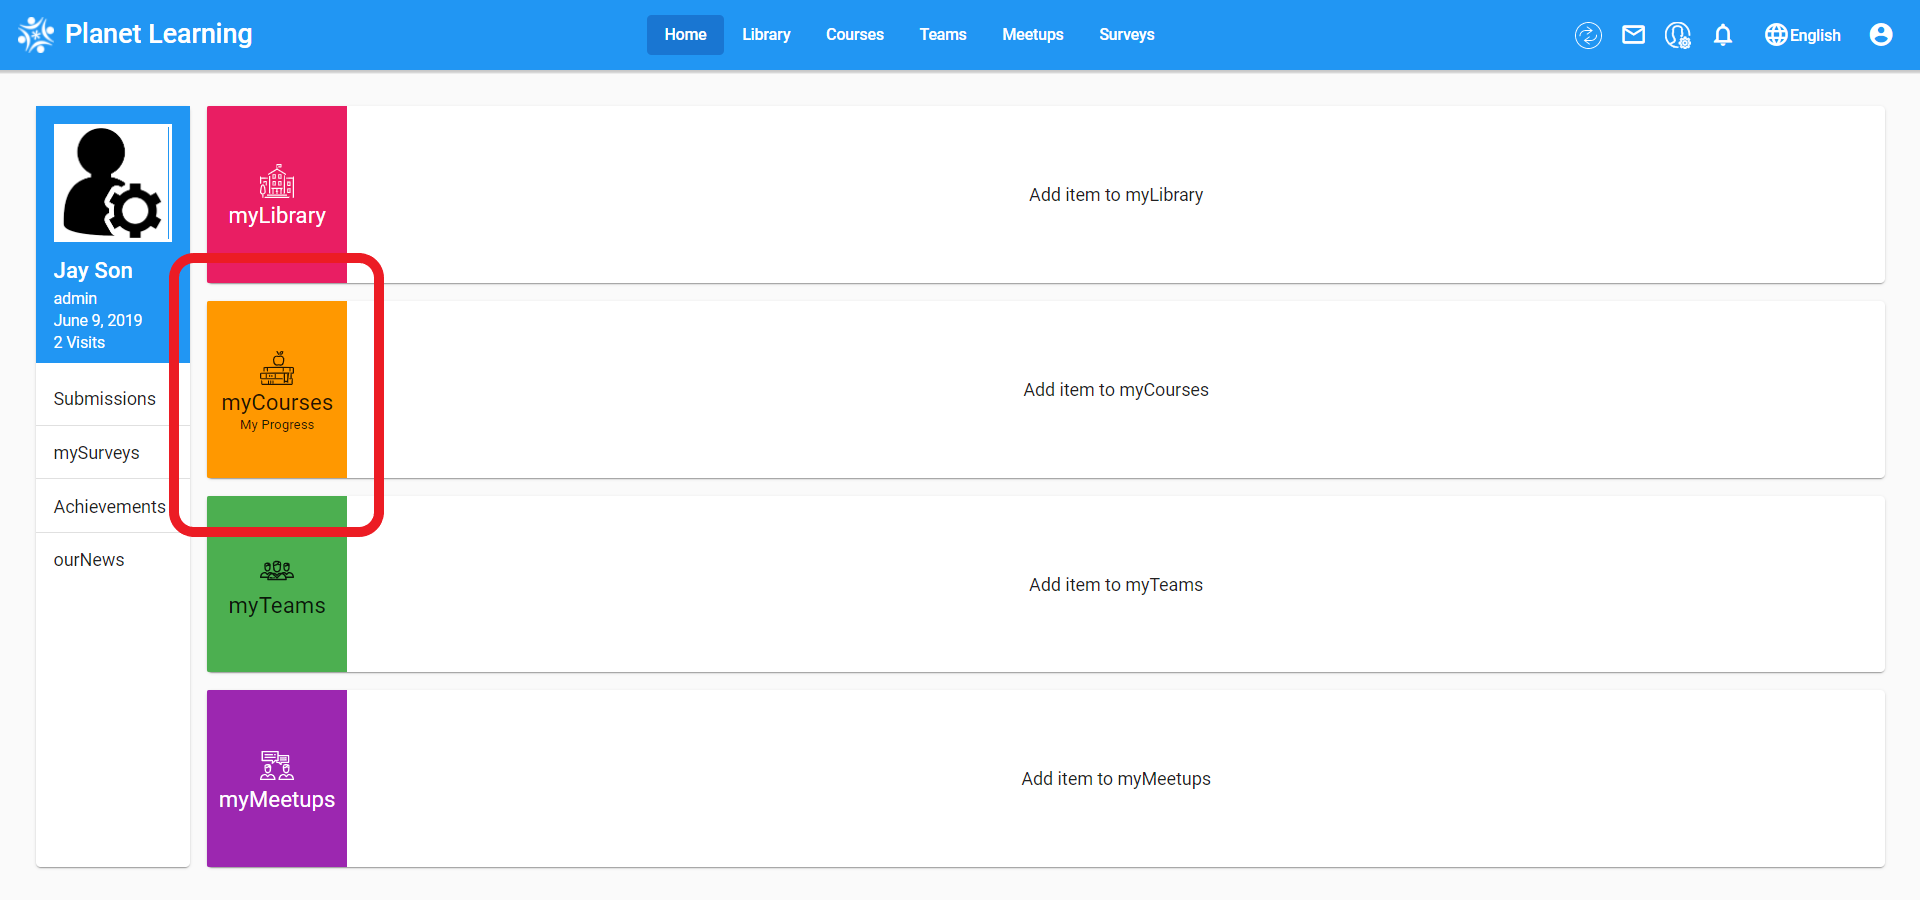 Planet Learning
Home Library Courses Teams Meetups Surveys
English
Jay Son
admin
June 9, 2019
2 Visits
Submissions
mySurveys
Achievements
ourNews
myLibrary
Add item to myLibrary
myCourses
My Progress
Add item to myCourses
myTeams
Add item to myTeams
myMeetups
Add item to myMeetups